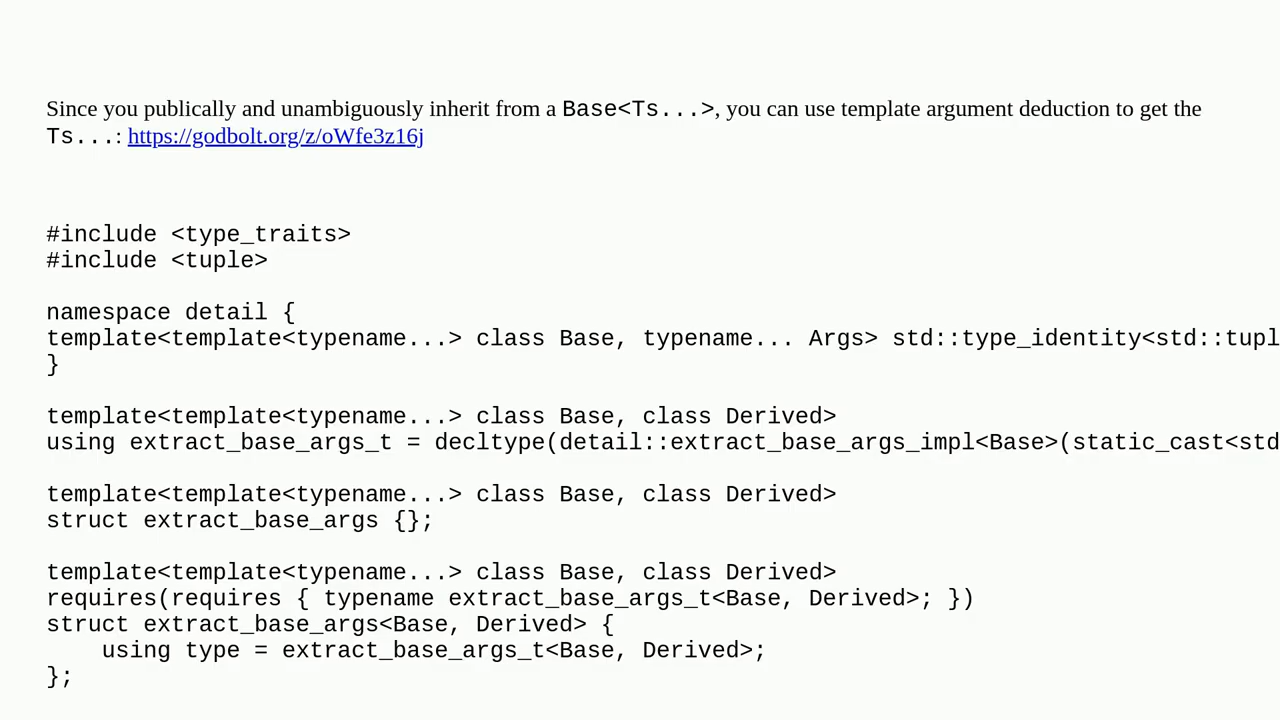 Since you publically and unambiguously inherit from a Base<Ts...>, you can use template argument deduction to get the
Ts...: https://godbolt.org/z/oWfe3z16j
#include <type_traits>
#include <tuple>
namespace detail {
template<template<typename...> class Base, typename... Args> std::type_identity<std::tupl
}
template<template<typename...> class Base, class Derived>
using extract_base_args_t = decltype(detail::extract_base_args_impl<Base>(static_cast<std
template<template<typename...> class Base, class Derived>
struct extract_base_args {};
template<template<typename...> class Base, class Derived>
requires(requires { typename extract_base_args_t<Base, Derived>; })
struct extract_base_args<Base, Derived> {
    using type = extract_base_args_t<Base, Derived>;
};